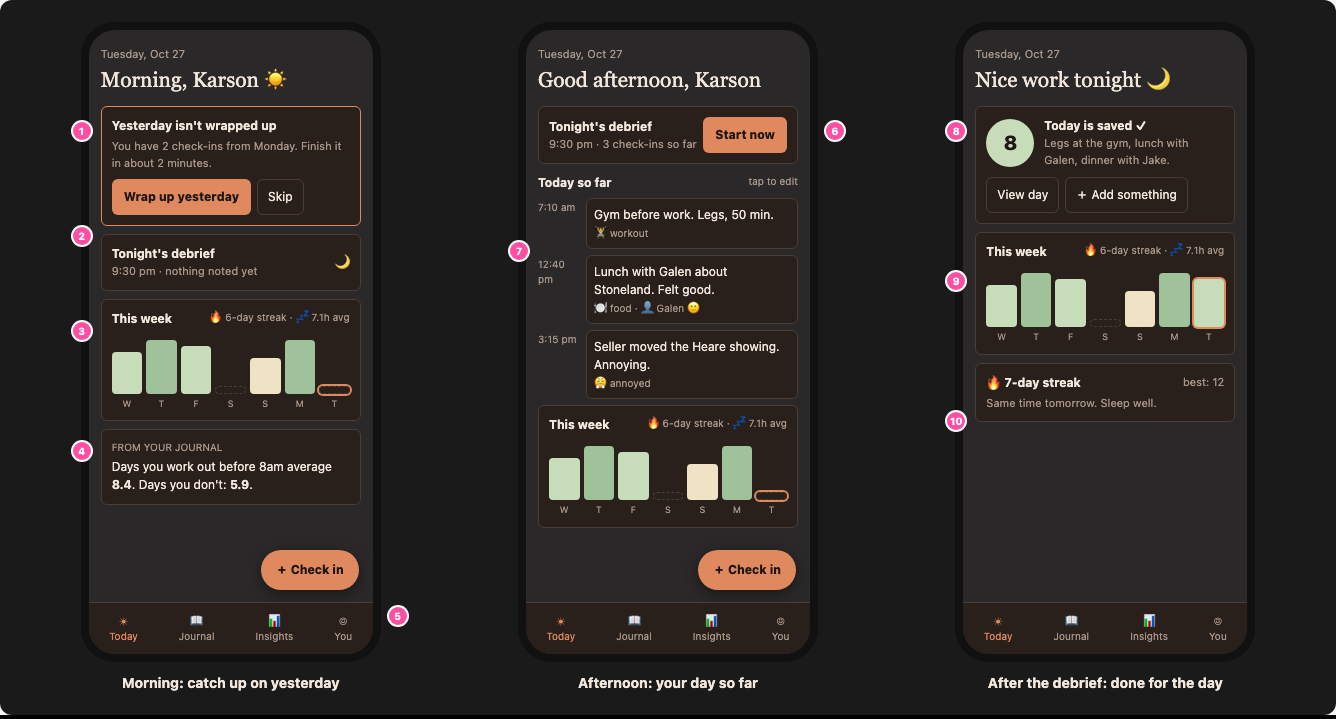 Tuesday, Oct 27
Morning, Karson ☀️
1
Yesterday isn't wrapped up
You have 2 check-ins from Monday. Finish it
in about 2 minutes.
Wrap up yesterday
Skip
2
Tonight's debrief
9:30 pm · nothing noted yet
🌙
3
This week
🔥 6-day streak · 💤 7.1h avg
W T F S S M T
4
FROM YOUR JOURNAL
Days you work out before 8am average
8.4. Days you don't: 5.9.
+ Check in
5
Today
Journal
Insights
You
Morning: catch up on yesterday
Tuesday, Oct 27
Good afternoon, Karson
Tonight's debrief
9:30 pm · 3 check-ins so far
Start now
6
Today so far
tap to edit
7:10 am
Gym before work. Legs, 50 min.
🏋️ workout
7
12:40
pm
Lunch with Galen about
Stoneland. Felt good.
🍽️ food · 👤 Galen 🙂
3:15 pm
Seller moved the Heare showing.
Annoying.
😤 annoyed
This week
🔥 6-day streak · 💤 7.1h avg
W T F S S M T
+ Check in
Today
Journal
Insights
You
Afternoon: your day so far
Tuesday, Oct 27
Nice work tonight 🌙
8
8
Today is saved ✓
Legs at the gym, lunch with
Galen, dinner with Jake.
View day
+ Add something
9
This week
🔥 6-day streak · 💤 7.1h avg
W T F S S M T
🔥 7-day streak
best: 12
Same time tomorrow. Sleep well.
10
Today
Journal
Insights
You
After the debrief: done for the day